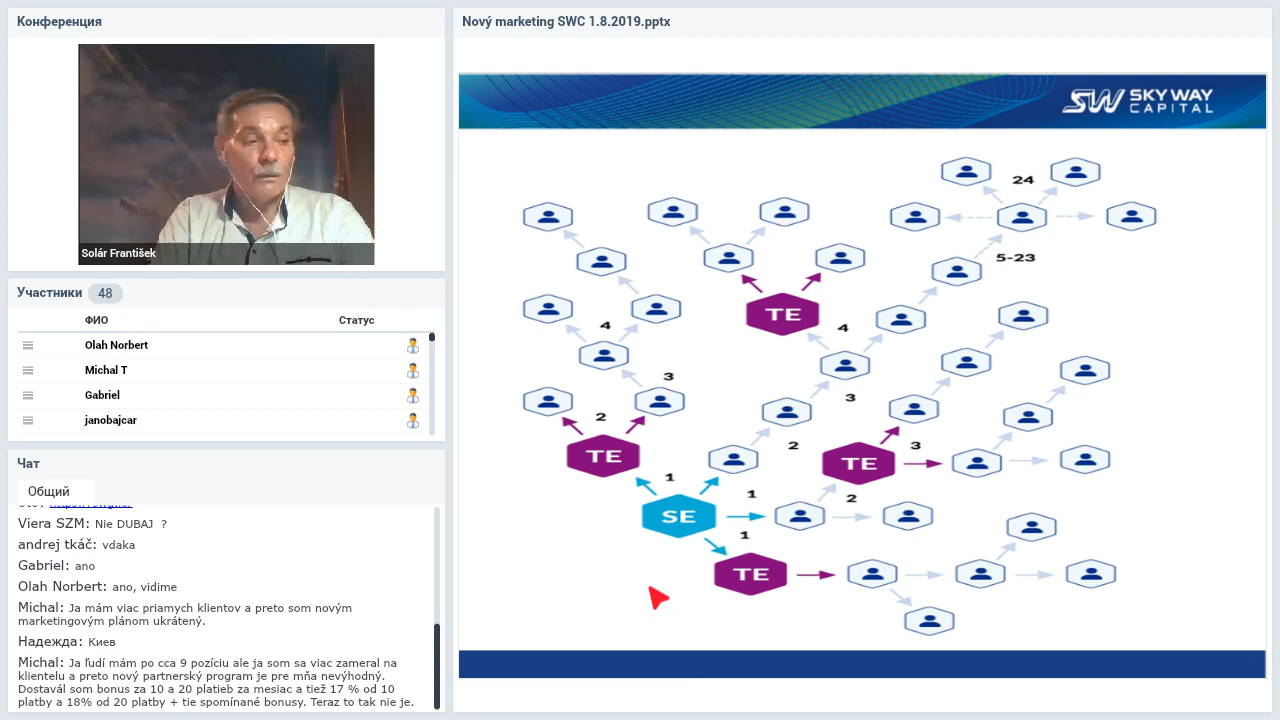 Конференция
Solár František
Участники 48
ФИО Статус
Olah Norbert
Michal T
Gabriel
janobajcar
Чат
Общий
Viera SZM: Nie DUBAJ ?
andrej tkáč: vdaka
Gabriel: ano
Olah Norbert: ano, vidime
Michal: Ja mám viac priamych klientov a preto som novým
marketingovým plánom ukrátený.
Надежда: Киев
Michal: Ja ľudí mám po cca 9 pozíciu ale ja som sa viac zameral na
klientelu a preto nový partnerský program je pre mňa nevýhodný.
Dostával som bonus za 10 a 20 platieb za mesiac a tiež 17 % od 10
platby a 18% od 20 platby + tie spomínané bonusy. Teraz to tak nie je.
Nový marketing SWC 1.8.2019.pptx
SW SKY WAY
CAPITAL
24
5-23
TE
4
4
3
3
2
TE
2
TE
3
1
1
2
SE
1
TE